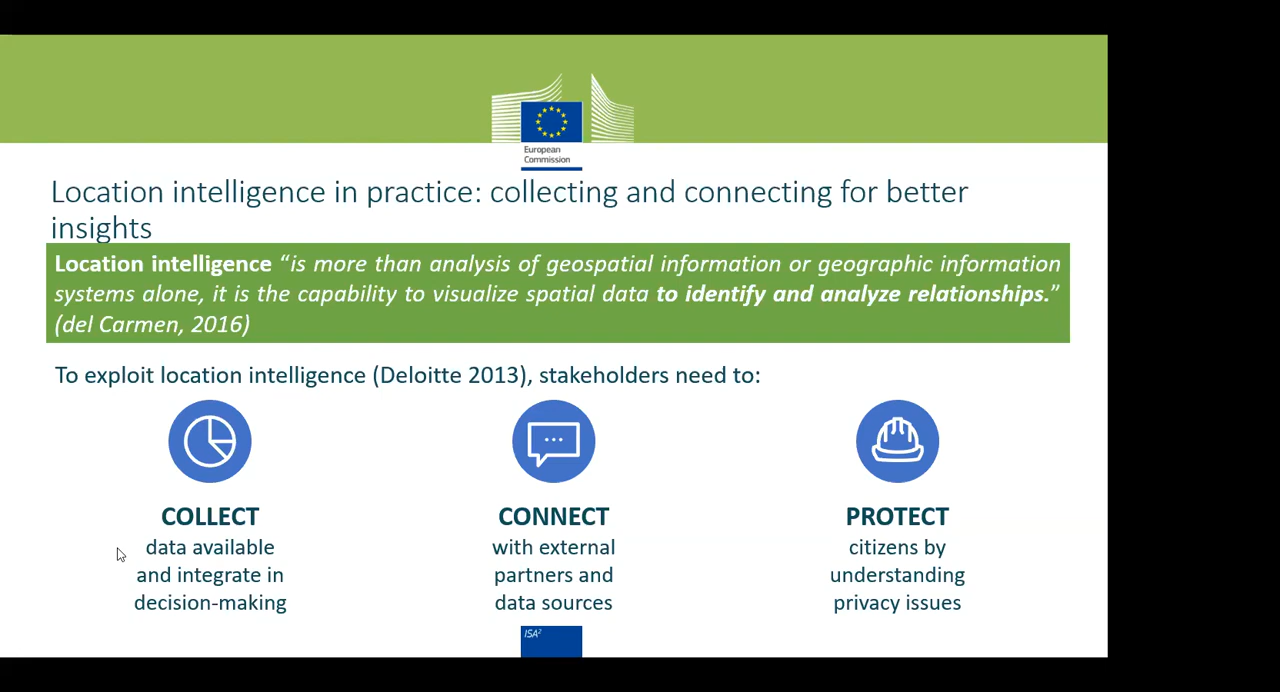 European
Commission
Location intelligence in practice: collecting and connecting for better
insights
Location intelligence “is more than analysis of geospatial information or geographic information
systems alone, it is the capability to visualize spatial data to identify and analyze relationships.”
(del Carmen, 2016)
To exploit location intelligence (Deloitte 2013), stakeholders need to:
COLLECT
data available
and integrate in
decision-making
CONNECT
with external
partners and
data sources
PROTECT
citizens by
understanding
privacy issues
ISA²